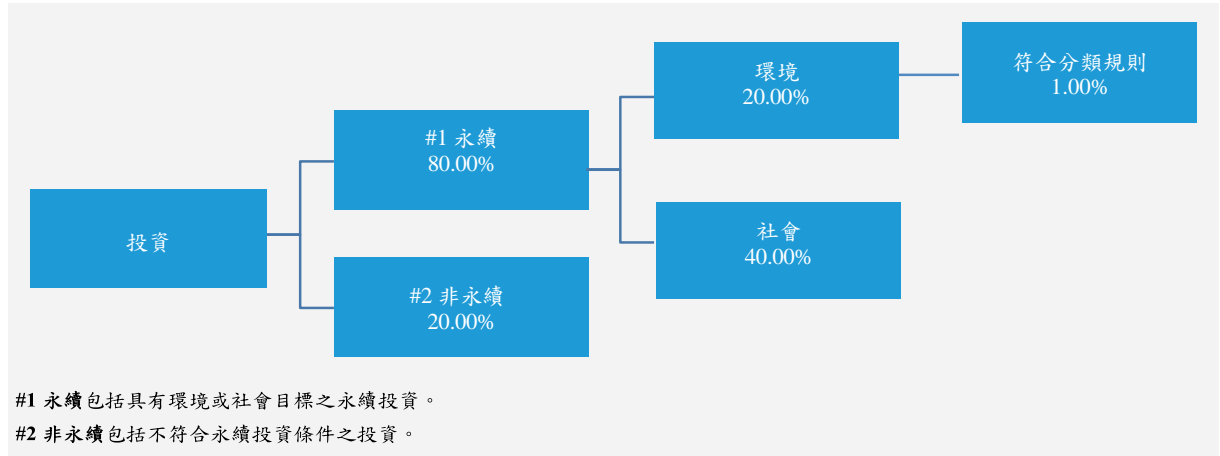 投資
#1 永續
80.00%
#2 非永續
20.00%
環境
20.00%
社會
40.00%
符合分類規則
1.00%
#1 永續包括具有環境或社會目標之永續投資。
#2 非永續包括不符合永續投資條件之投資。